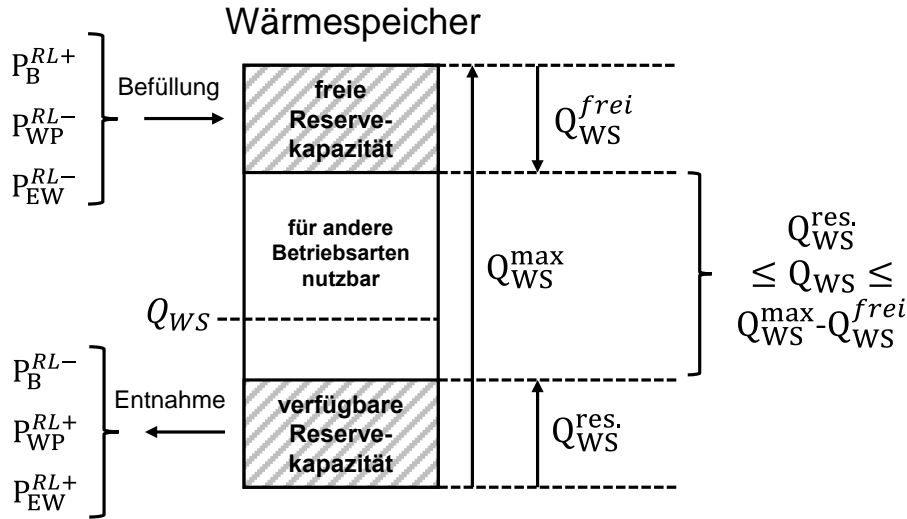 Wärmespeicher
P_B^{RL+}
P_WP^{RL-}
P_EW^{RL-}
Befüllung
freie
Reserve-
kapazität
Q_WS^{frei}
für andere
Betriebsarten
nutzbar
Q_WS^{max}
Q_WS^{res.}
≤ Q_WS ≤
Q_WS^{max}-Q_WS^{frei}
Q_WS
P_B^{RL-}
P_WP^{RL+}
P_EW^{RL+}
Entnahme
verfügbare
Reserve-
kapazität
Q_WS^{res.}